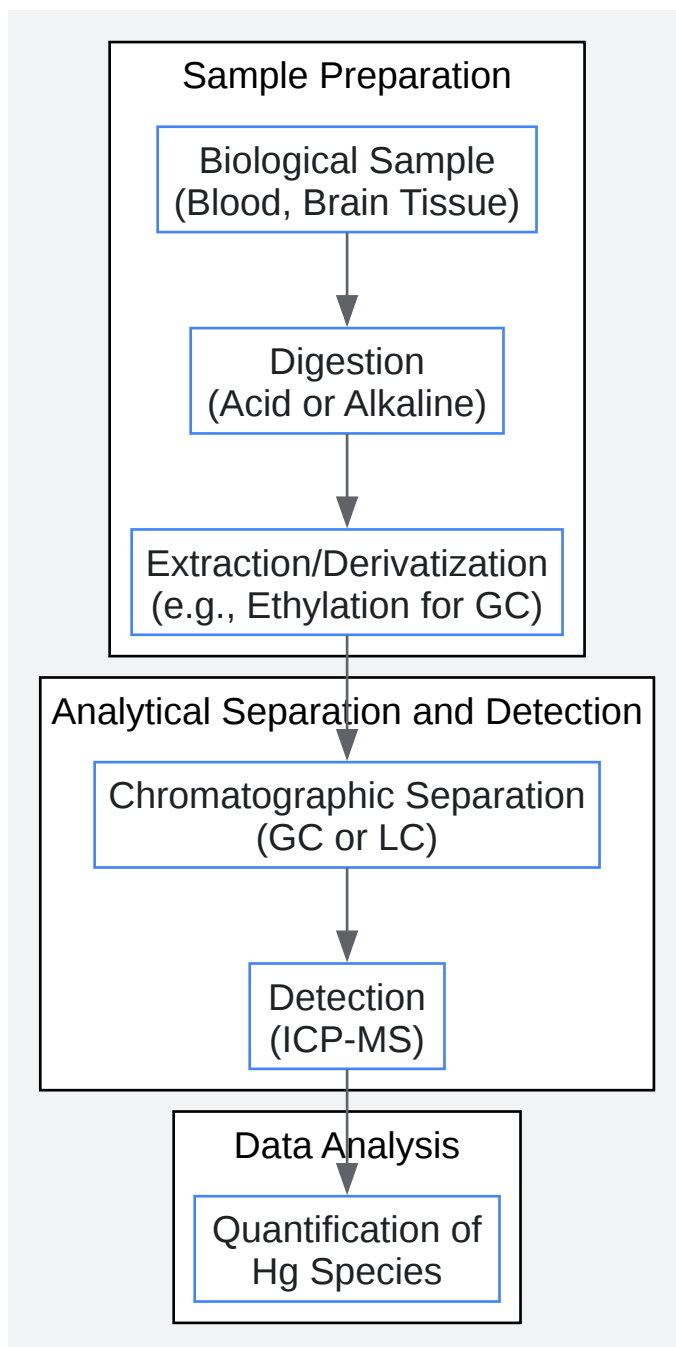 Sample Preparation
Biological Sample
(Blood, Brain Tissue)
Digestion
(Acid or Alkaline)
Extraction/Derivatization
(e.g., Ethylation for GC)
Analytical Separation and Detection
Chromatographic Separation
(GC or LC)
Detection
(ICP-MS)
Data Analysis
Quantification of
Hg Species